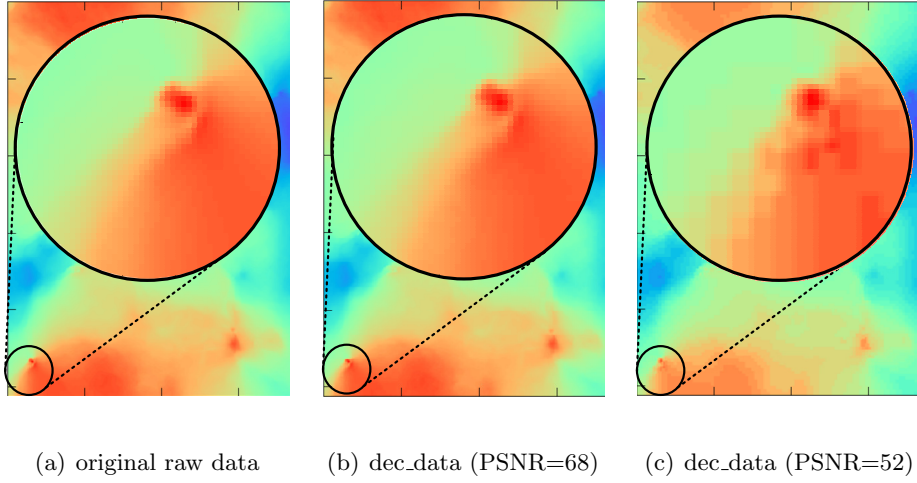 (a) original raw data
(b) dec_data (PSNR=68)
(c) dec_data (PSNR=52)